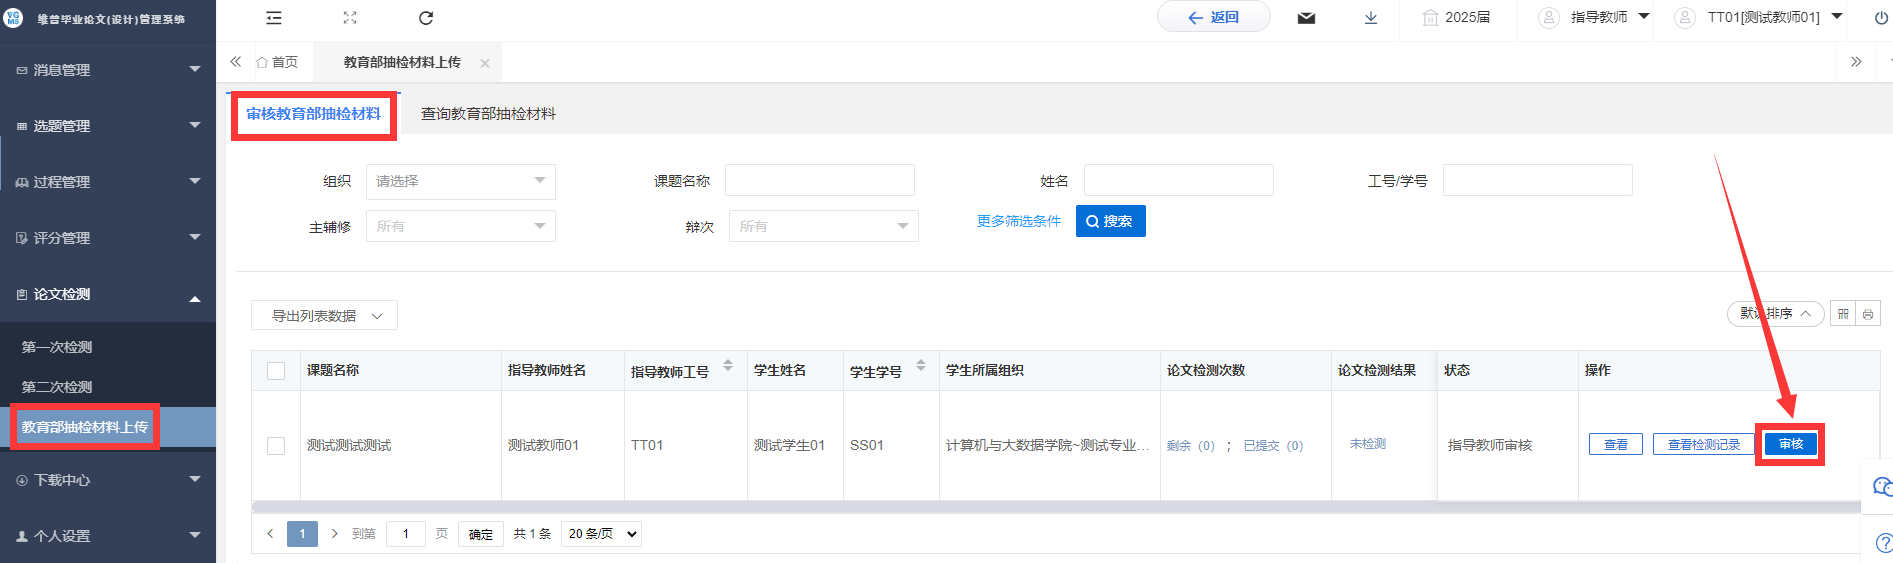 维普毕业论文(设计)管理系统
返回
2025届
指导教师
TT01[测试教师01]
消息管理
选题管理
过程管理
评分管理
论文检测
第一次检测
第二次检测
教育部抽检材料上传
下载中心
个人设置
首页
教育部抽检材料上传
审核教育部抽检材料
查询教育部抽检材料
组织 请选择
课题名称
姓名
工号/学号
主辅修 所有
辩次 所有
更多筛选条件
搜索
导出列表数据
默认排序
课题名称 指导教师姓名 指导教师工号 学生姓名 学生学号 学生所属组织 论文检测次数 论文检测结果 状态 操作
测试测试测试 测试教师01 TT01 测试学生01 SS01 计算机与大数据学院~测试专业... 剩余（0） ； 已提交（0） 未检测 指导教师审核 查看 查看检测记录 审核
1 到第 1 页 确定 共 1 条 20 条/页